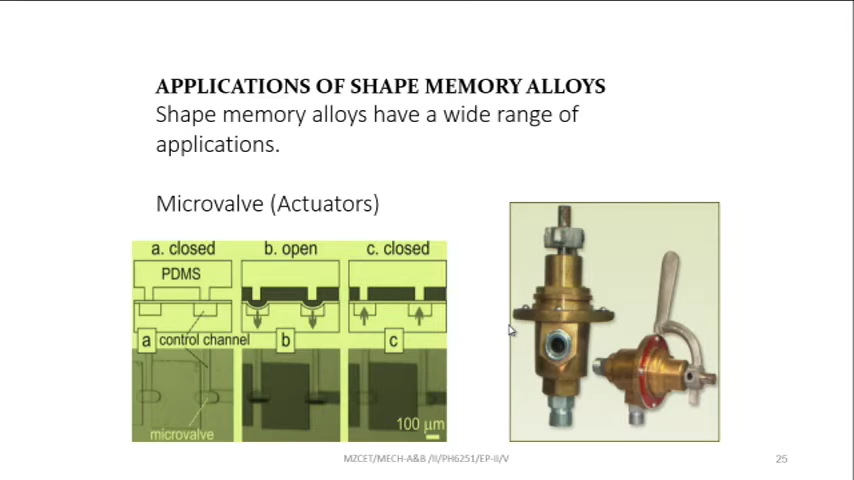 APPLICATIONS OF SHAPE MEMORY ALLOYS
Shape memory alloys have a wide range of
applications.
Microvalve (Actuators)
a. closed
b. open
c. closed
PDMS
a
control channel
b
c
100 µm
microvalve
MZCET/MECH-A&B /II/PH6251/EP-II/V
25